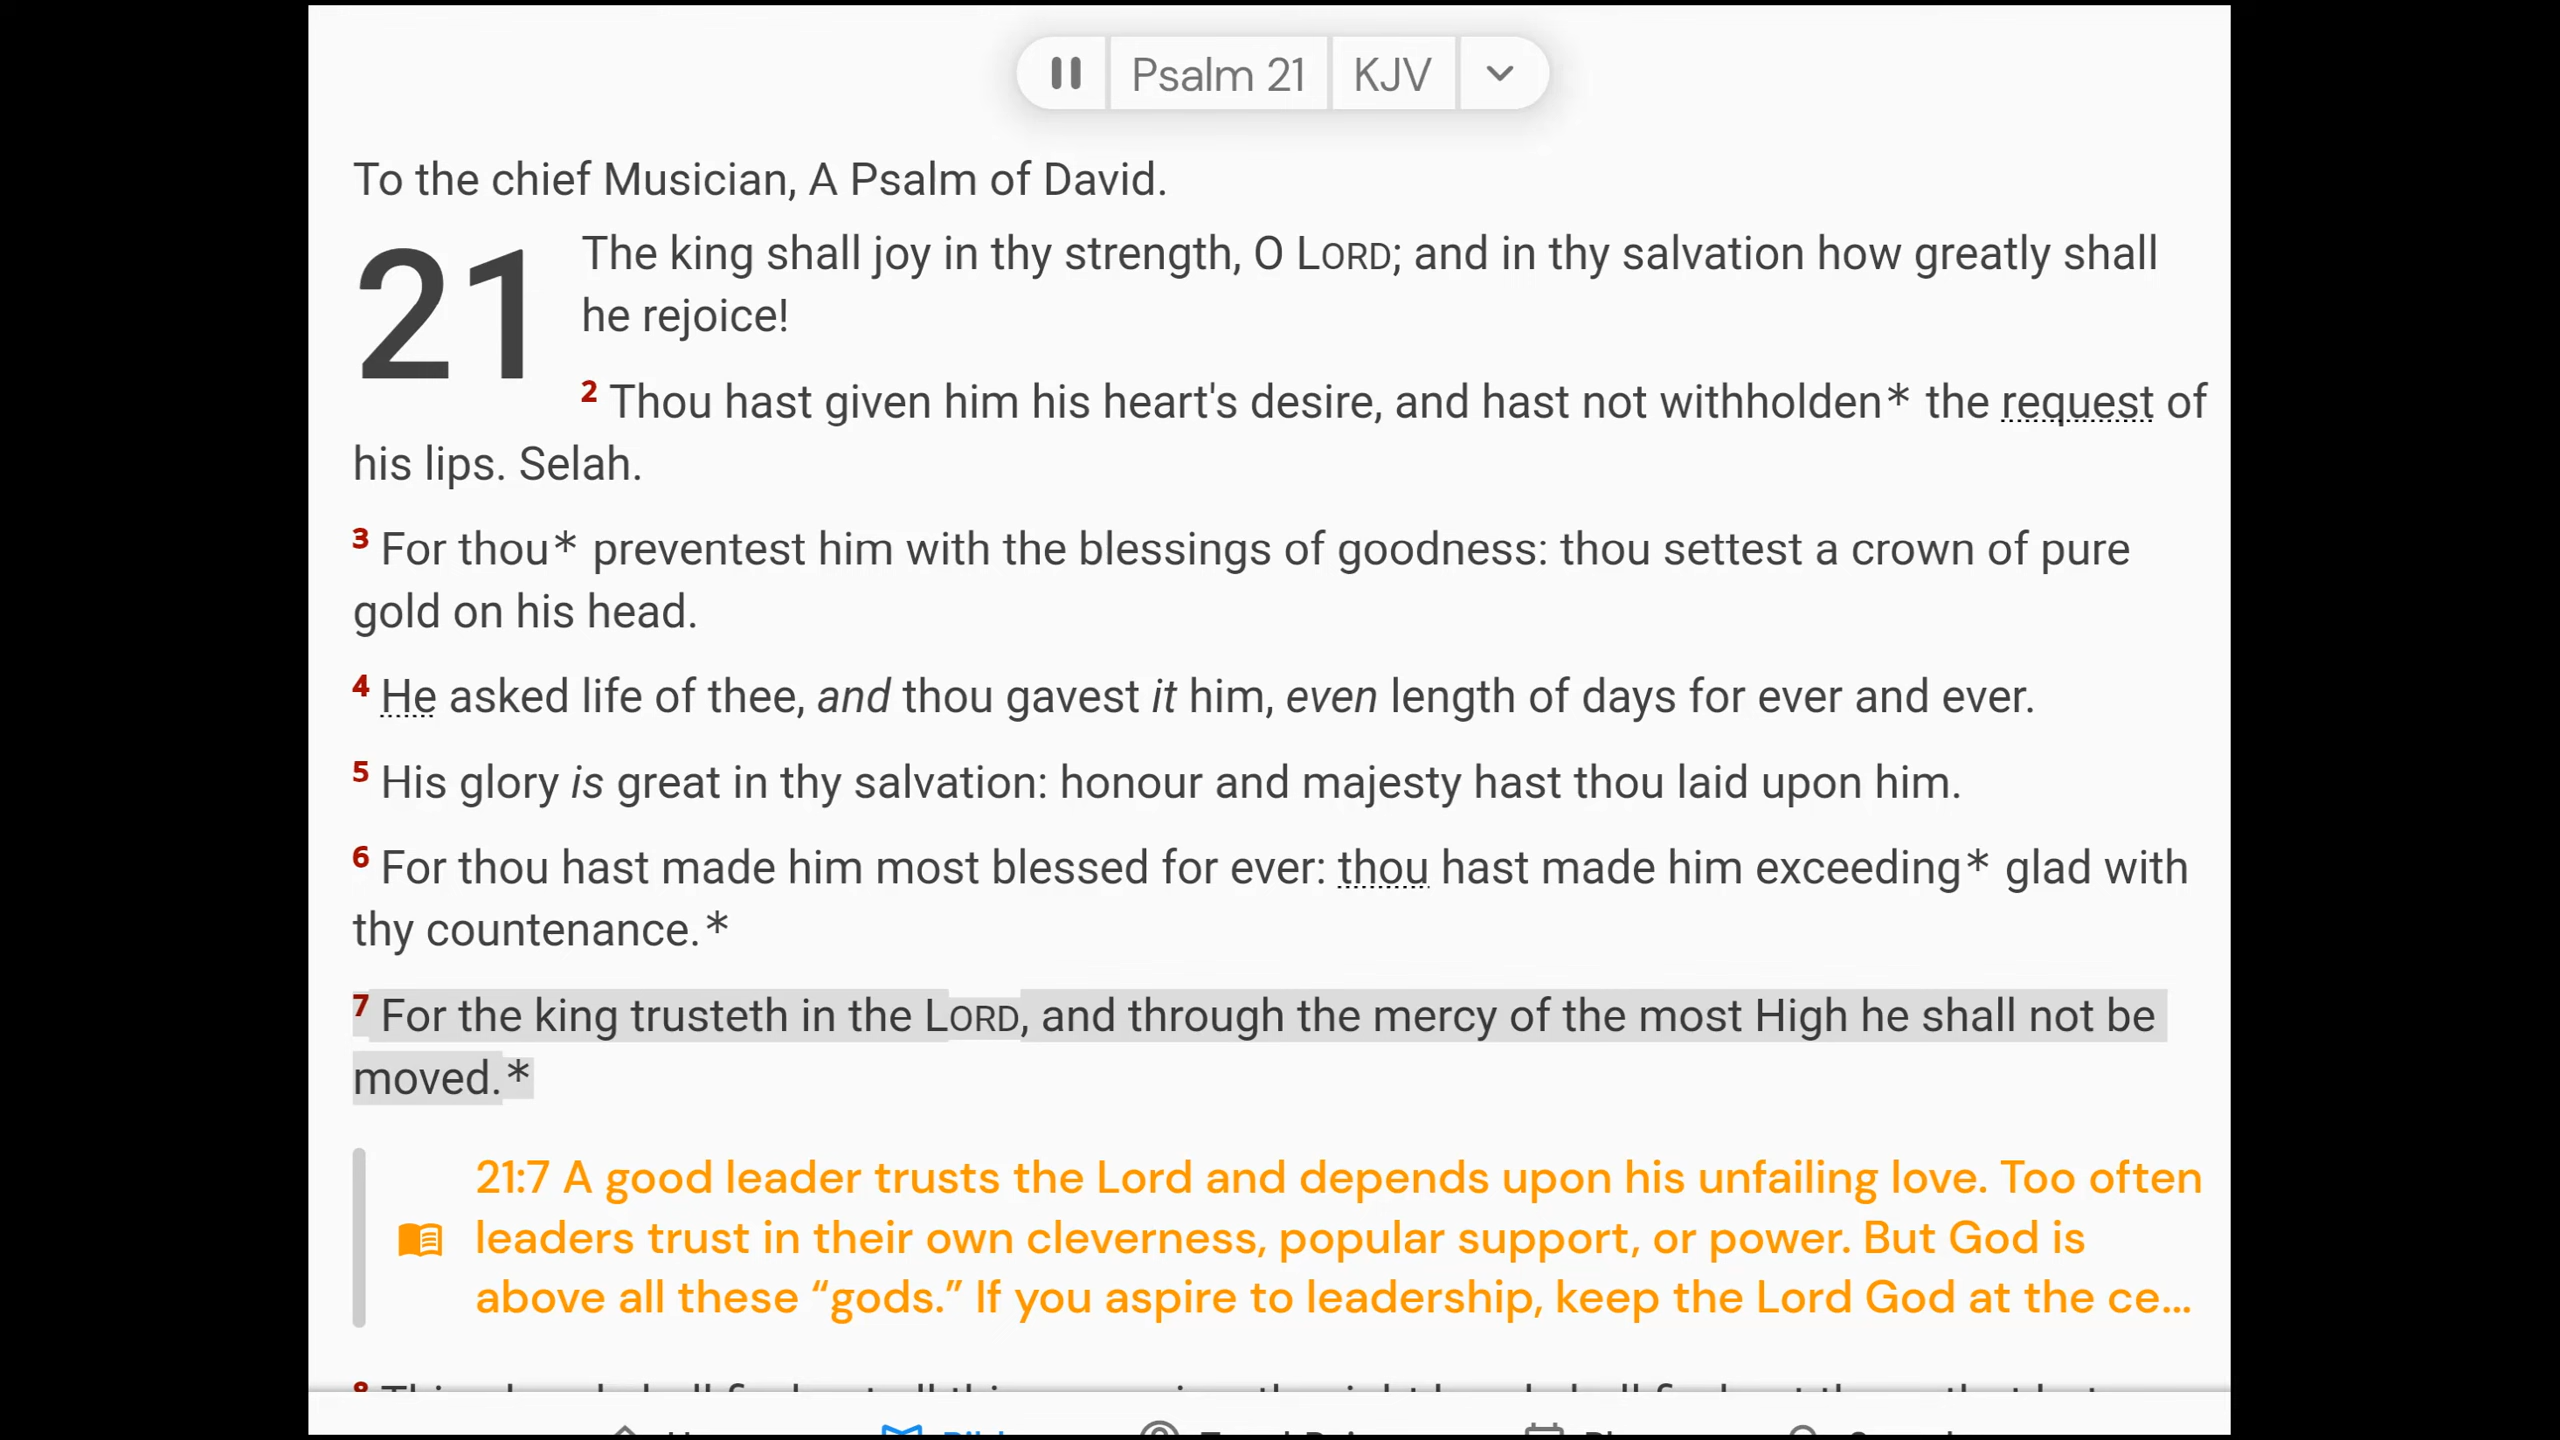 Psalm 21 KJV
To the chief Musician, A Psalm of David.
21 The king shall joy in thy strength, O LORD; and in thy salvation how greatly shall
he rejoice!
2 Thou hast given him his heart's desire, and hast not withholden* the request of
his lips. Selah.
3 For thou* preventest him with the blessings of goodness: thou settest a crown of pure
gold on his head.
4 He asked life of thee, and thou gavest it him, even length of days for ever and ever.
5 His glory is great in thy salvation: honour and majesty hast thou laid upon him.
6 For thou hast made him most blessed for ever: thou hast made him exceeding* glad with
thy countenance.*
7 For the king trusteth in the LORD, and through the mercy of the most High he shall not be
moved.*
21:7 A good leader trusts the Lord and depends upon his unfailing love. Too often
leaders trust in their own cleverness, popular support, or power. But God is
above all these “gods.” If you aspire to leadership, keep the Lord God at the ce...